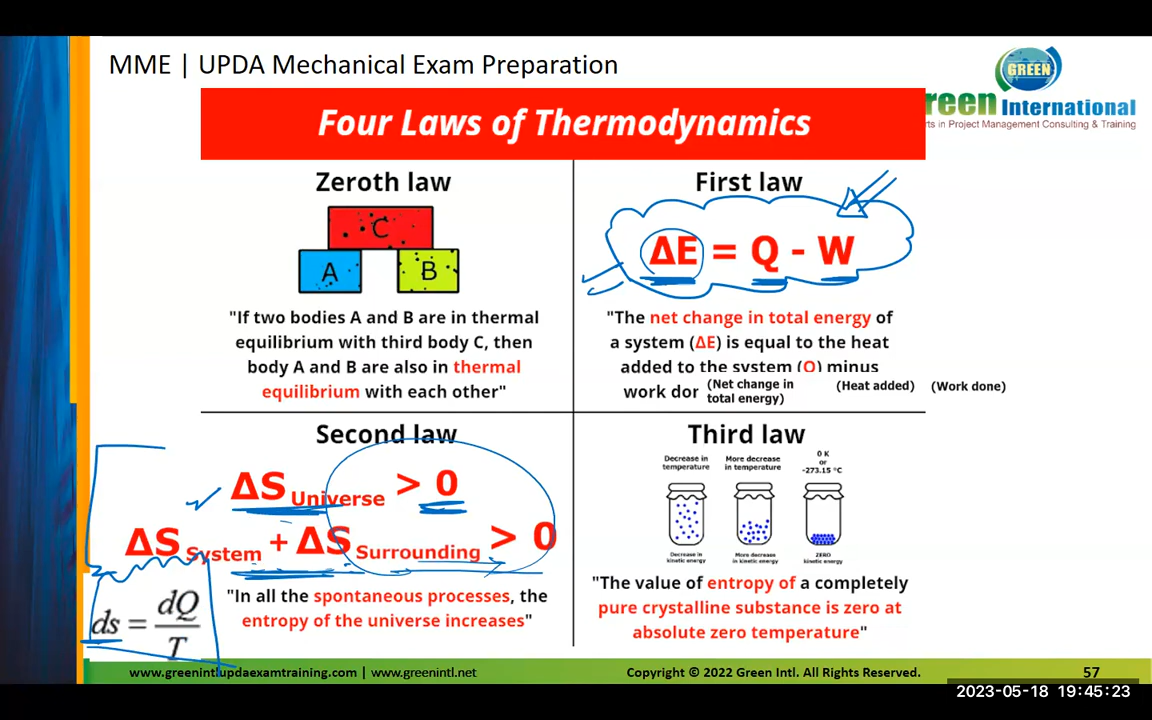 MME | UPDA Mechanical Exam Preparation
GREEN
reen International
rts in Project Management Consulting & Training
Four Laws of Thermodynamics
Zeroth law
C
A
B
"If two bodies A and B are in thermal
equilibrium with third body C, then
body A and B are also in thermal
equilibrium with each other"
First law
ΔE = Q - W
"The net change in total energy of
a system (ΔE) is equal to the heat
added to the system (Q) minus
work dor
(Net change in
total energy)
(Heat added)
(Work done)
Second law
ΔS Universe > 0
ΔS System + ΔS Surrounding > 0
ds = dQ
T
"In all the spontaneous processes, the
entropy of the universe increases"
Third law
Decrease in
temperature
More decrease
in temperature
0 K
or
-273.15 °C
Decrease in
kinetic energy
More decrease
in kinetic energy
ZERO
kinetic energy
"The value of entropy of a completely
pure crystalline substance is zero at
absolute zero temperature"
www.greenintlupdaexamtraining.com | www.greenintl.net
Copyright © 2022 Green Intl. All Rights Reserved.
57
2023-05-18 19:45:23